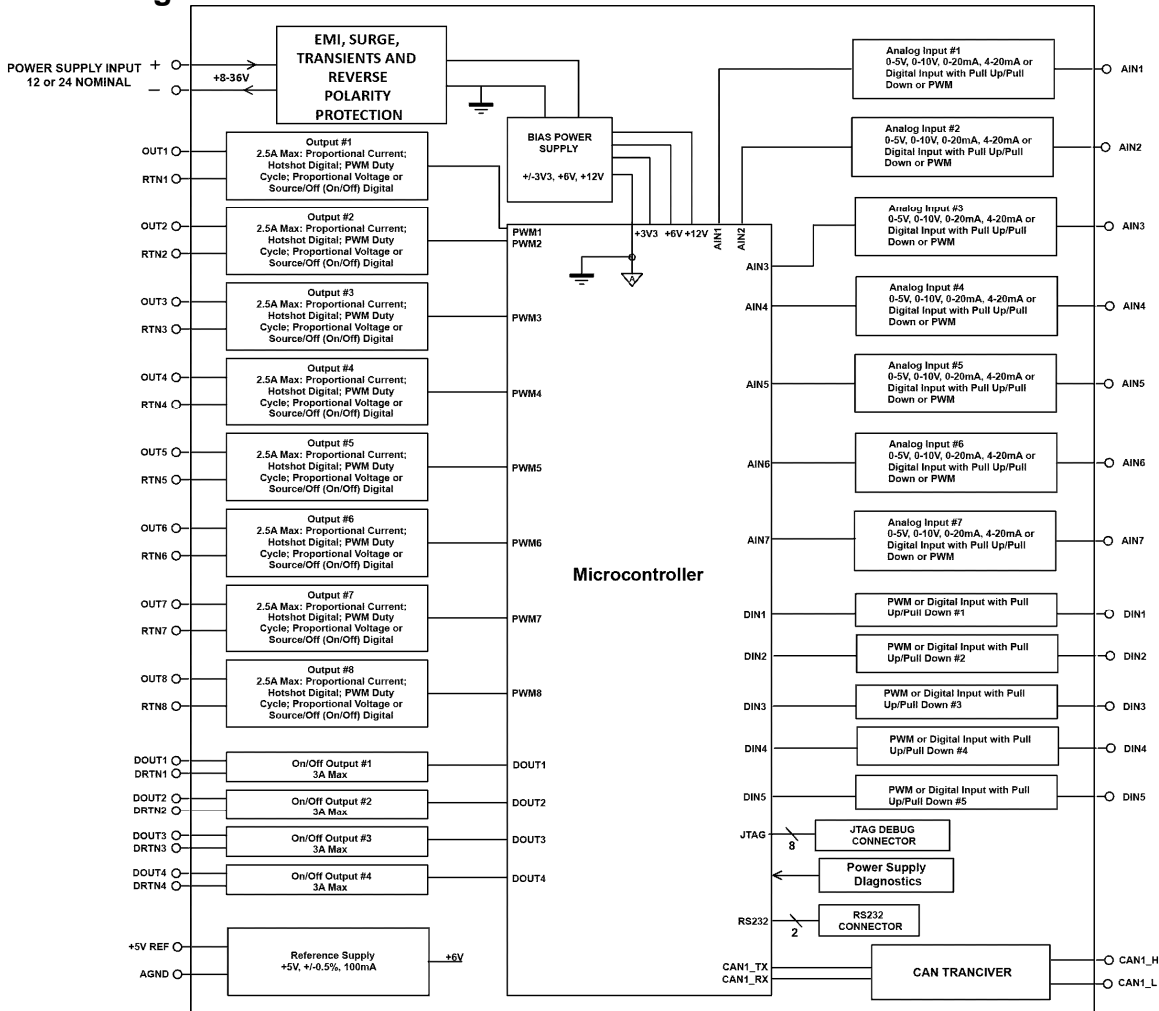 g
POWER SUPPLY INPUT
12 or 24 NOMINAL
+
−
+8-36V
EMI, SURGE,
TRANSIENTS AND
REVERSE
POLARITY
PROTECTION
BIAS POWER
SUPPLY
+/-3V3, +6V, +12V
OUT1
RTN1
Output #1
2.5A Max: Proportional Current;
Hotshot Digital; PWM Duty
Cycle; Proportional Voltage or
Source/Off (On/Off) Digital
OUT2
RTN2
Output #2
2.5A Max: Proportional Current;
Hotshot Digital; PWM Duty
Cycle; Proportional Voltage or
Source/Off (On/Off) Digital
OUT3
RTN3
Output #3
2.5A Max: Proportional Current;
Hotshot Digital; PWM Duty
Cycle; Proportional Voltage or
Source/Off (On/Off) Digital
OUT4
RTN4
Output #4
2.5A Max: Proportional Current;
Hotshot Digital; PWM Duty
Cycle; Proportional Voltage or
Source/Off (On/Off) Digital
OUT5
RTN5
Output #5
2.5A Max: Proportional Current;
Hotshot Digital; PWM Duty
Cycle; Proportional Voltage or
Source/Off (On/Off) Digital
OUT6
RTN6
Output #6
2.5A Max: Proportional Current;
Hotshot Digital; PWM Duty
Cycle; Proportional Voltage or
Source/Off (On/Off) Digital
OUT7
RTN7
Output #7
2.5A Max: Proportional Current;
Hotshot Digital; PWM Duty
Cycle; Proportional Voltage or
Source/Off (On/Off) Digital
OUT8
RTN8
Output #8
2.5A Max: Proportional Current;
Hotshot Digital; PWM Duty
Cycle; Proportional Voltage or
Source/Off (On/Off) Digital
DOUT1
DRTN1
On/Off Output #1
3A Max
DOUT2
DRTN2
On/Off Output #2
3A Max
DOUT3
DRTN3
On/Off Output #3
3A Max
DOUT4
DRTN4
On/Off Output #4
3A Max
+5V REF
AGND
Reference Supply
+5V, +/-0.5%, 100mA
+6V
PWM1
PWM2
PWM3
PWM4
PWM5
PWM6
PWM7
PWM8
DOUT1
DOUT2
DOUT3
DOUT4
+3V3 +6V +12V
AIN1
AIN2
A
Microcontroller
AIN3
AIN4
AIN5
AIN6
AIN7
DIN1
DIN2
DIN3
DIN4
DIN5
JTAG
RS232
CAN1_TX
CAN1_RX
Analog Input #1
0-5V, 0-10V, 0-20mA, 4-20mA or
Digital Input with Pull Up/Pull
Down or PWM
AIN1
Analog Input #2
0-5V, 0-10V, 0-20mA, 4-20mA or
Digital Input with Pull Up/Pull
Down or PWM
AIN2
Analog Input #3
0-5V, 0-10V, 0-20mA, 4-20mA or
Digital Input with Pull Up/Pull
Down or PWM
AIN3
Analog Input #4
0-5V, 0-10V, 0-20mA, 4-20mA or
Digital Input with Pull Up/Pull
Down or PWM
AIN4
Analog Input #5
0-5V, 0-10V, 0-20mA, 4-20mA or
Digital Input with Pull Up/Pull
Down or PWM
AIN5
Analog Input #6
0-5V, 0-10V, 0-20mA, 4-20mA or
Digital Input with Pull Up/Pull
Down or PWM
AIN6
Analog Input #7
0-5V, 0-10V, 0-20mA, 4-20mA or
Digital Input with Pull Up/Pull
Down or PWM
AIN7
PWM or Digital Input with Pull
Up/Pull Down #1
DIN1
PWM or Digital Input with Pull
Up/Pull Down #2
DIN2
PWM or Digital Input with Pull
Up/Pull Down #3
DIN3
PWM or Digital Input with Pull
Up/Pull Down #4
DIN4
PWM or Digital Input with Pull
Up/Pull Down #5
DIN5
8
JTAG DEBUG
CONNECTOR
Power Supply
DIagnostics
2
RS232
CONNECTOR
CAN TRANCIVER
CAN1_H
CAN1_L